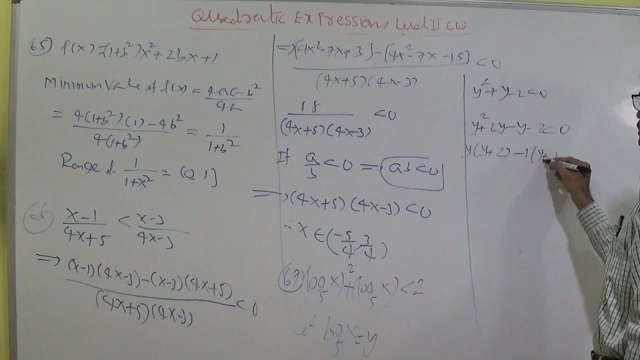 Quadratic Expressions, Level II CW
65) f(x) = (1+b²)x² + 2bx + 1
Minimum Value of f(x) = 4ac-b²/4a
= 4(1+b²)(1) - 4b²/4(1+b²) = 1/1+b²
Range of 1/1+x² = (0, 1]
66) x-1/4x+5 < x-3/4x-3
=> (x-1)(4x-3) - (x-3)(4x+5)/(4x+5)(4x-3) < 0
=> (4x²-7x+3) - [4x²-7x-15]/(4x+5)(4x-3) < 0
18/(4x+5)(4x-3) < 0
If a/b < 0 = ab < 0
=> (4x+5)(4x-3) < 0
∴ x ∈ (-5/4, 3/4)
67) (log₅x)² + log₅x < 2
log₅x = y
y² + y - 2 < 0
y² + 2y - y - 2 < 0
y(y+2) - 1(y